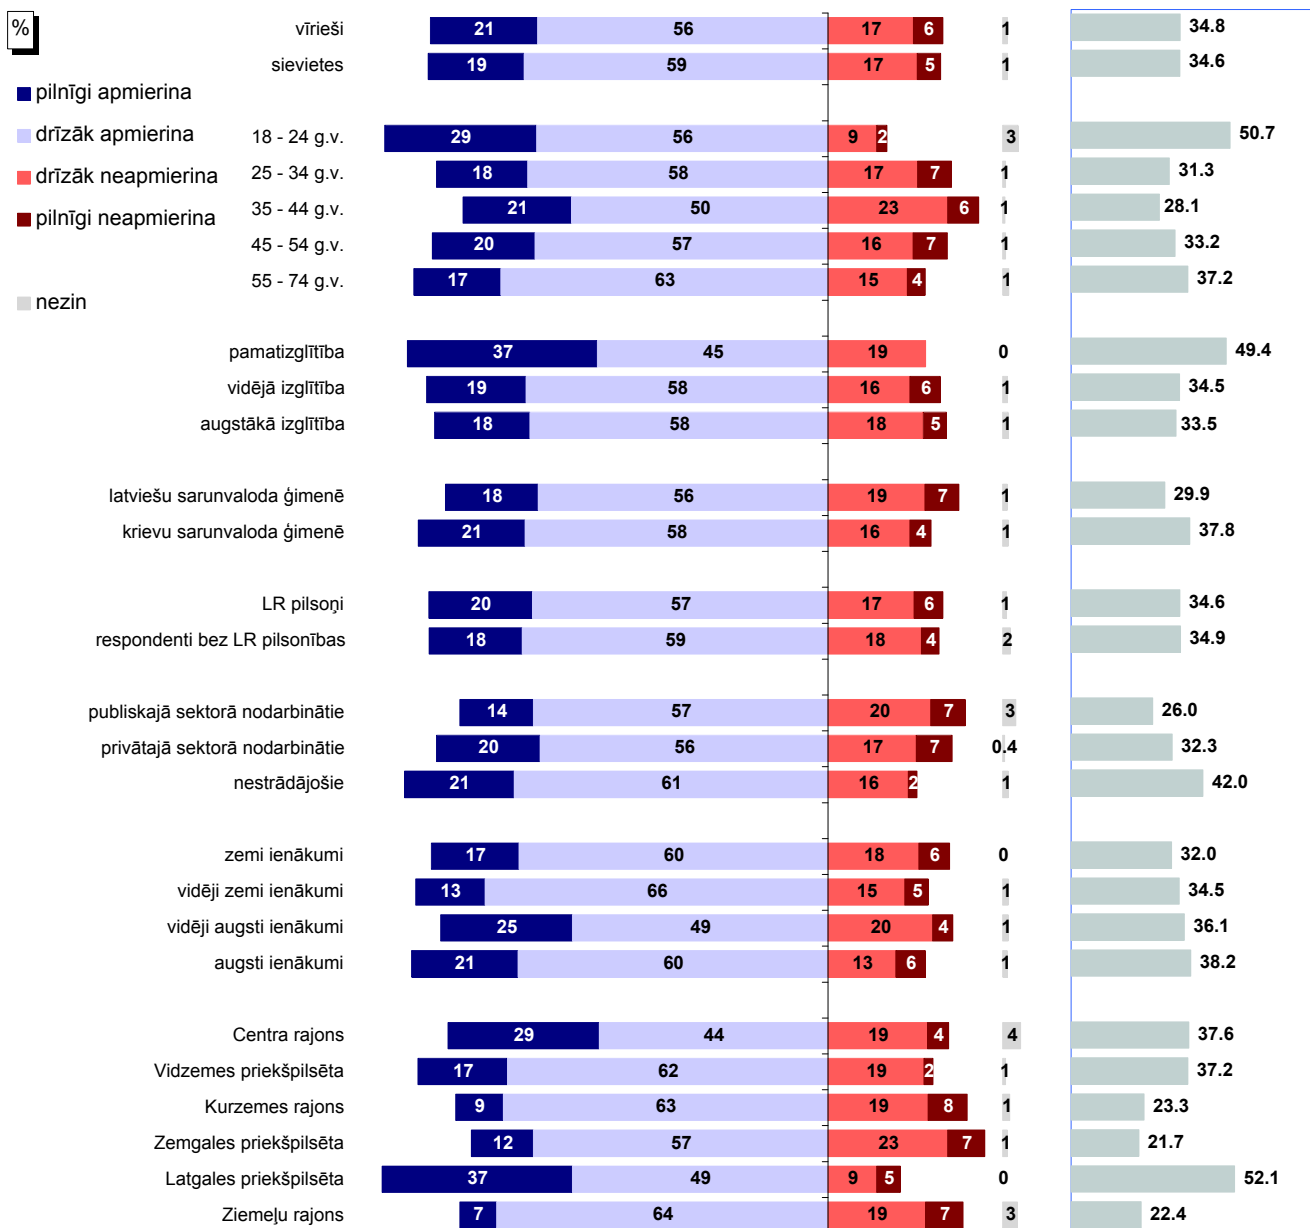 %
pilnīgi apmierina
drīzāk apmierina
drīzāk neapmierina
pilnīgi neapmierina
nezin
vīrieši 21 56 17 6 1 34.8
sievietes 19 59 17 5 1 34.6
18 - 24 g.v. 29 56 9 2 3 50.7
25 - 34 g.v. 18 58 17 7 1 31.3
35 - 44 g.v. 21 50 23 6 1 28.1
45 - 54 g.v. 20 57 16 7 1 33.2
55 - 74 g.v. 17 63 15 4 1 37.2
pamatizglītība 37 45 19 0 49.4
vidējā izglītība 19 58 16 6 1 34.5
augstākā izglītība 18 58 18 5 1 33.5
latviešu sarunvaloda ģimenē 18 56 19 7 1 29.9
krievu sarunvaloda ģimenē 21 58 16 4 1 37.8
LR pilsoņi 20 57 17 6 1 34.6
respondenti bez LR pilsonības 18 59 18 4 2 34.9
publiskajā sektorā nodarbinātie 14 57 20 7 3 26.0
privātajā sektorā nodarbinātie 20 56 17 7 0.4 32.3
nestrādājošie 21 61 16 2 1 42.0
zemi ienākumi 17 60 18 6 0 32.0
vidēji zemi ienākumi 13 66 15 5 1 34.5
vidēji augsti ienākumi 25 49 20 4 1 36.1
augsti ienākumi 21 60 13 6 1 38.2
Centra rajons 29 44 19 4 4 37.6
Vidzemes priekšpilsēta 17 62 19 2 1 37.2
Kurzemes rajons 9 63 19 8 1 23.3
Zemgales priekšpilsēta 12 57 23 7 1 21.7
Latgales priekšpilsēta 37 49 9 5 0 52.1
Ziemeļu rajons 7 64 19 7 3 22.4